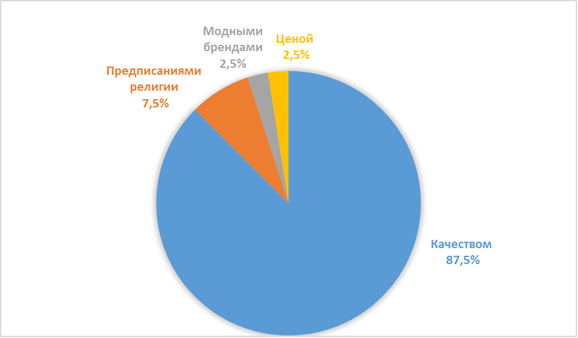 Модными
брендами
2,5%
Ценой
2,5%
Предписаниями
религии
7,5%
Качеством
87,5%